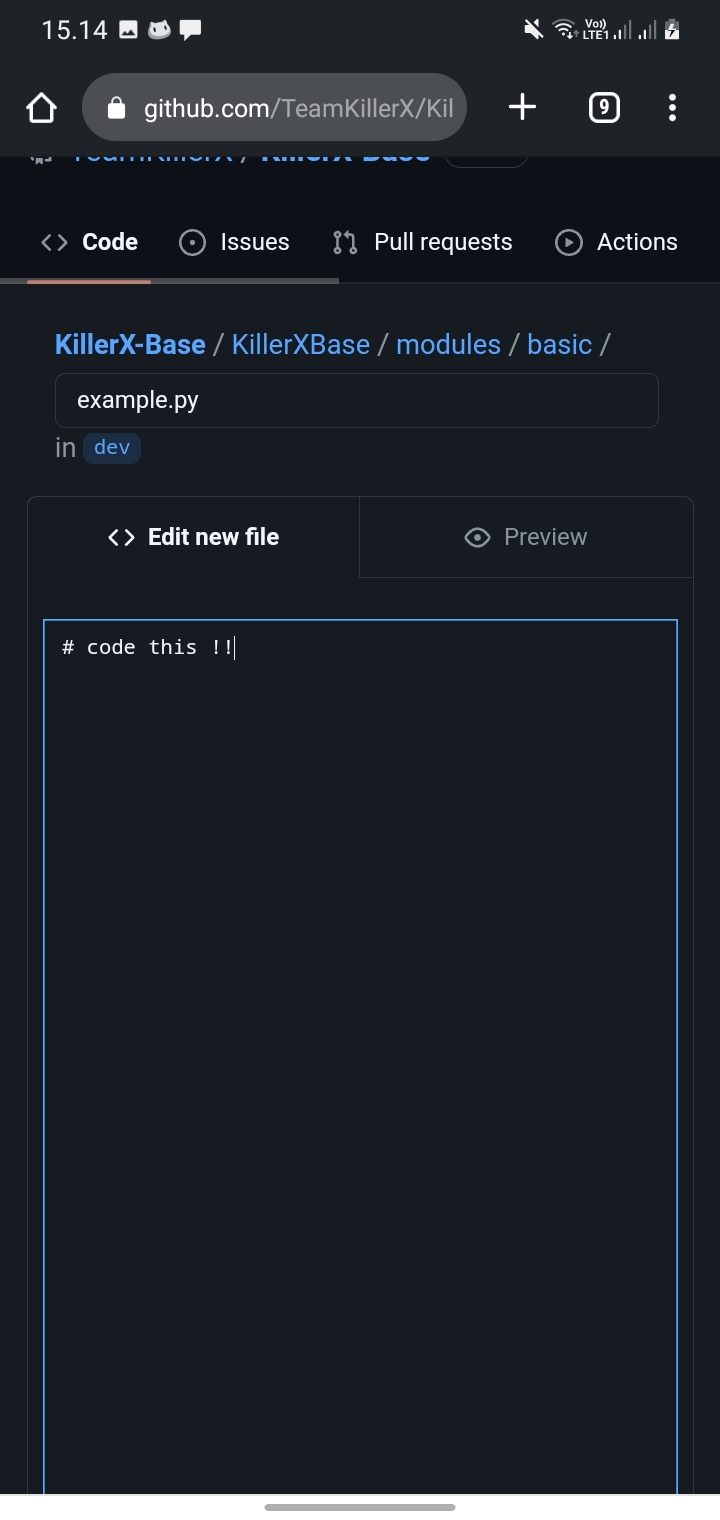 15.14 Vo)) LTE1
github.com/TeamKillerX/Kil 9
TeamKillerX / KillerX-Base
Code Issues Pull requests Actions
KillerX-Base / KillerXBase / modules / basic /
example.py
in dev
Edit new file Preview
# code this !!